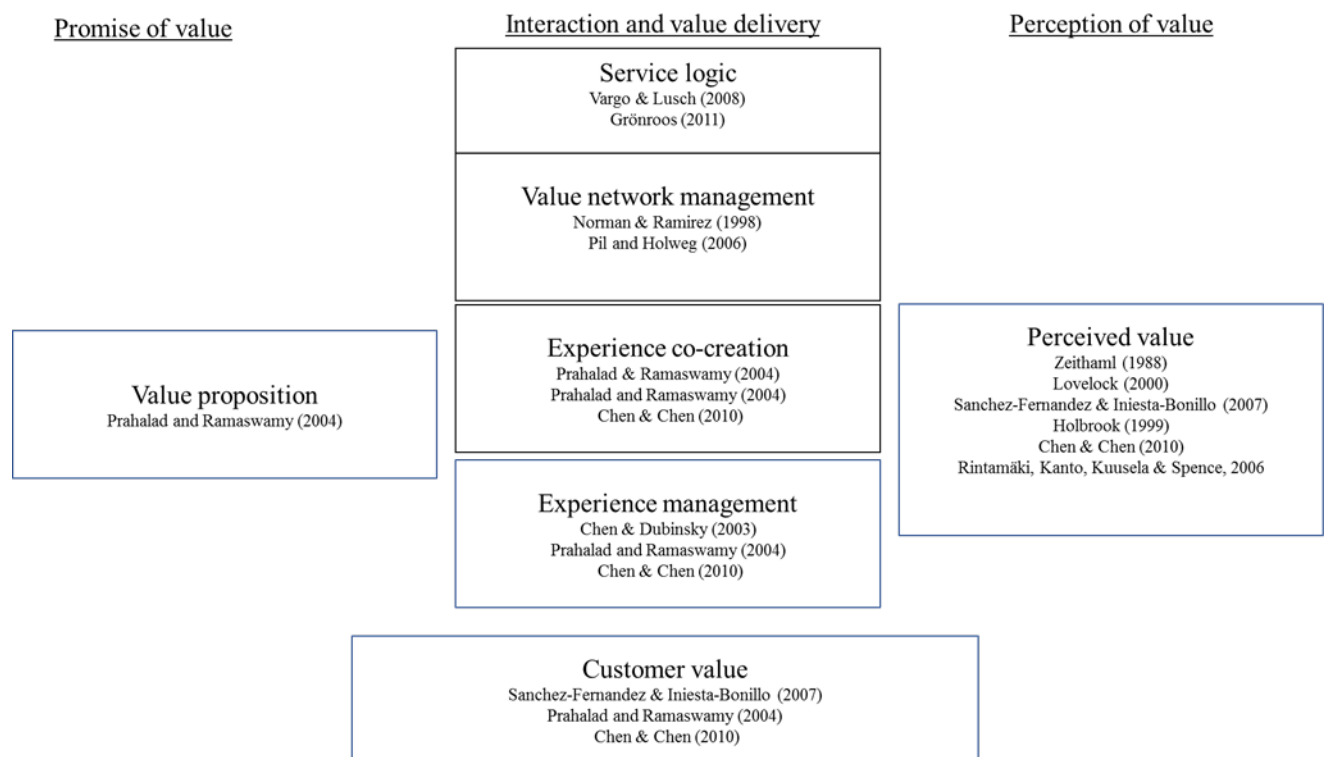 Promise of value
Interaction and value delivery
Perception of value
Service logic
Vargo & Lusch (2008)
Grönroos (2011)
Value network management
Norman & Ramirez (1998)
Pil and Holweg (2006)
Value proposition
Prahalad and Ramaswamy (2004)
Experience co-creation
Prahalad & Ramaswamy (2004)
Prahalad and Ramaswamy (2004)
Chen & Chen (2010)
Experience management
Chen & Dubinsky (2003)
Prahalad and Ramaswamy (2004)
Chen & Chen (2010)
Perceived value
Zeithaml (1988)
Lovelock (2000)
Sanchez-Fernandez & Iniesta-Bonillo (2007)
Holbrook (1999)
Chen & Chen (2010)
Rintamäki, Kanto, Kuusela & Spence, 2006
Customer value
Sanchez-Fernandez & Iniesta-Bonillo (2007)
Prahalad and Ramaswamy (2004)
Chen & Chen (2010)